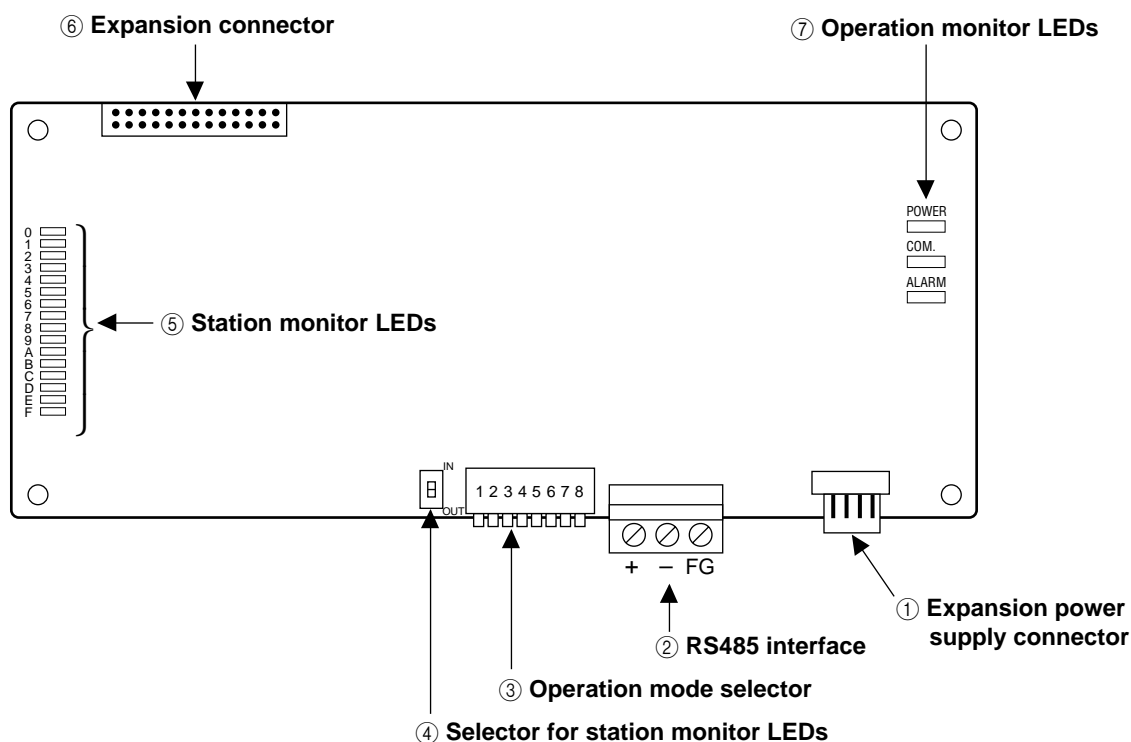 ⑥ Expansion connector
⑦ Operation monitor LEDs
POWER
COM.
ALARM
0
1
2
3
4
5
6
7
8
9
A
B
C
D
E
F
⑤ Station monitor LEDs
IN
OUT
1 2 3 4 5 6 7 8
+ − FG
① Expansion power
supply connector
② RS485 interface
③ Operation mode selector
④ Selector for station monitor LEDs